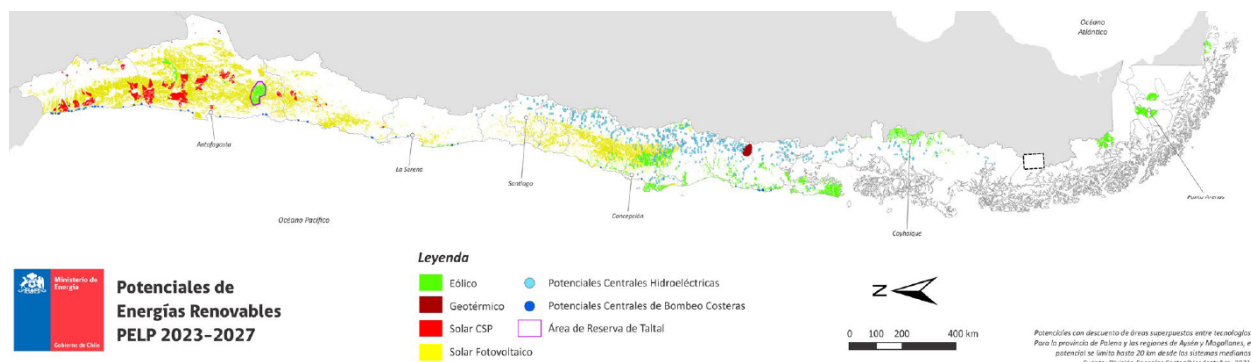 Océano
Atlántico
Antofagasta
La Serena
Santiago
Concepción
Coyhaique
Punta Arenas
Océano Pacífico
Ministerio de
Energía
Gobierno de Chile
Potenciales de
Energías Renovables
PELP 2023-2027
Leyenda
Eólico
Geotérmico
Solar CSP
Solar Fotovoltaico
Potenciales Centrales Hidroeléctricas
Potenciales Centrales de Bombeo Costeras
Área de Reserva de Taltal
N
0 100 200 400 km
Potenciales con descuento de áreas superpuestas entre tecnologías
Para la provincia de Palena y las regiones de Aysén y Magallanes, e
potencial se limita hasta 20 km desde los sistemas mediano